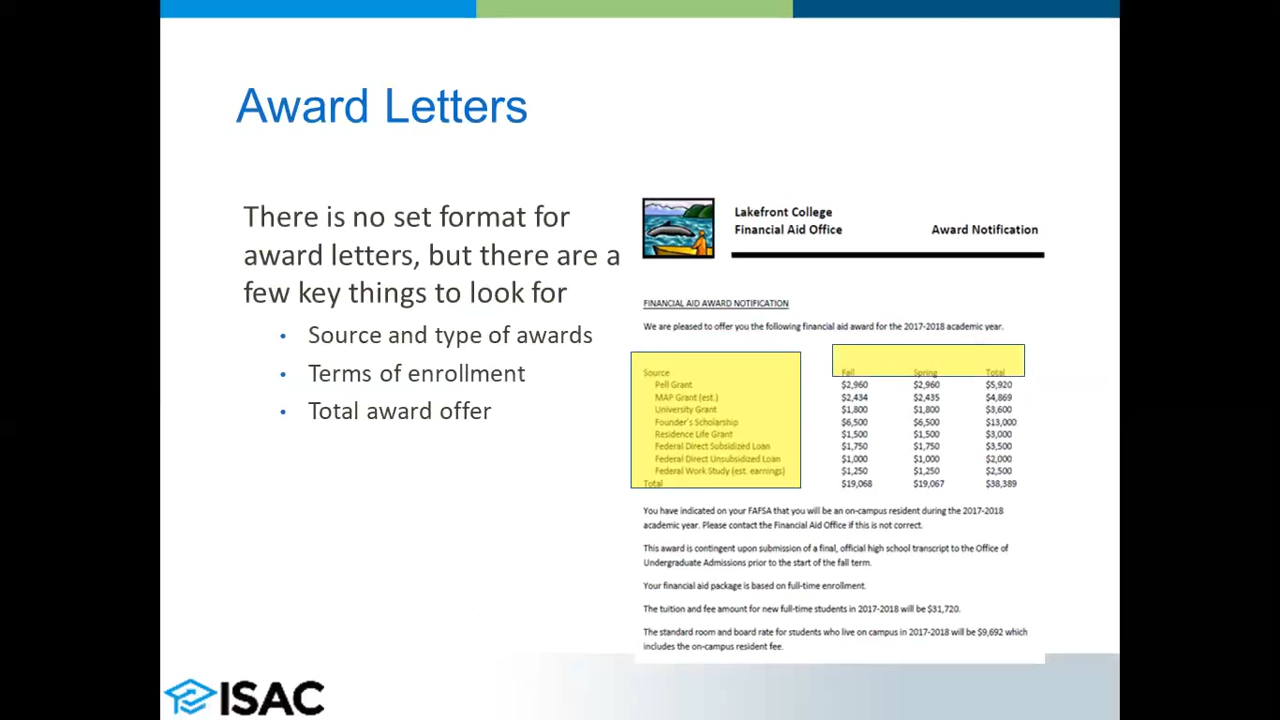 Award Letters
There is no set format for
award letters, but there are a
few key things to look for
• Source and type of awards
• Terms of enrollment
• Total award offer
Lakefront College
Financial Aid Office Award Notification
FINANCIAL AID AWARD NOTIFICATION
We are pleased to offer you the following financial aid award for the 2017-2018 academic year.
Source Fall Spring Total
Pell Grant $2,960 $2,960 $5,920
MAP Grant (est.) $2,434 $2,435 $4,869
University Grant $1,800 $1,800 $3,600
Founder's Scholarship $6,500 $6,500 $13,000
Residence Life Grant $1,500 $1,500 $3,000
Federal Direct Subsidized Loan $1,750 $1,750 $3,500
Federal Direct Unsubsidized Loan $1,000 $1,000 $2,000
Federal Work Study (est. earnings) $1,250 $1,250 $2,500
Total $19,068 $19,067 $38,389
You have indicated on your FAFSA that you will be an on-campus resident during the 2017-2018
academic year. Please contact the Financial Aid Office if this is not correct.
This award is contingent upon submission of a final, official high school transcript to the Office of
Undergraduate Admissions prior to the start of the fall term.
Your financial aid package is based on full-time enrollment.
The tuition and fee amount for new full-time students in 2017-2018 will be $31,720.
The standard room and board rate for students who live on campus in 2017-2018 will be $9,692 which
includes the on-campus resident fee.
ISAC